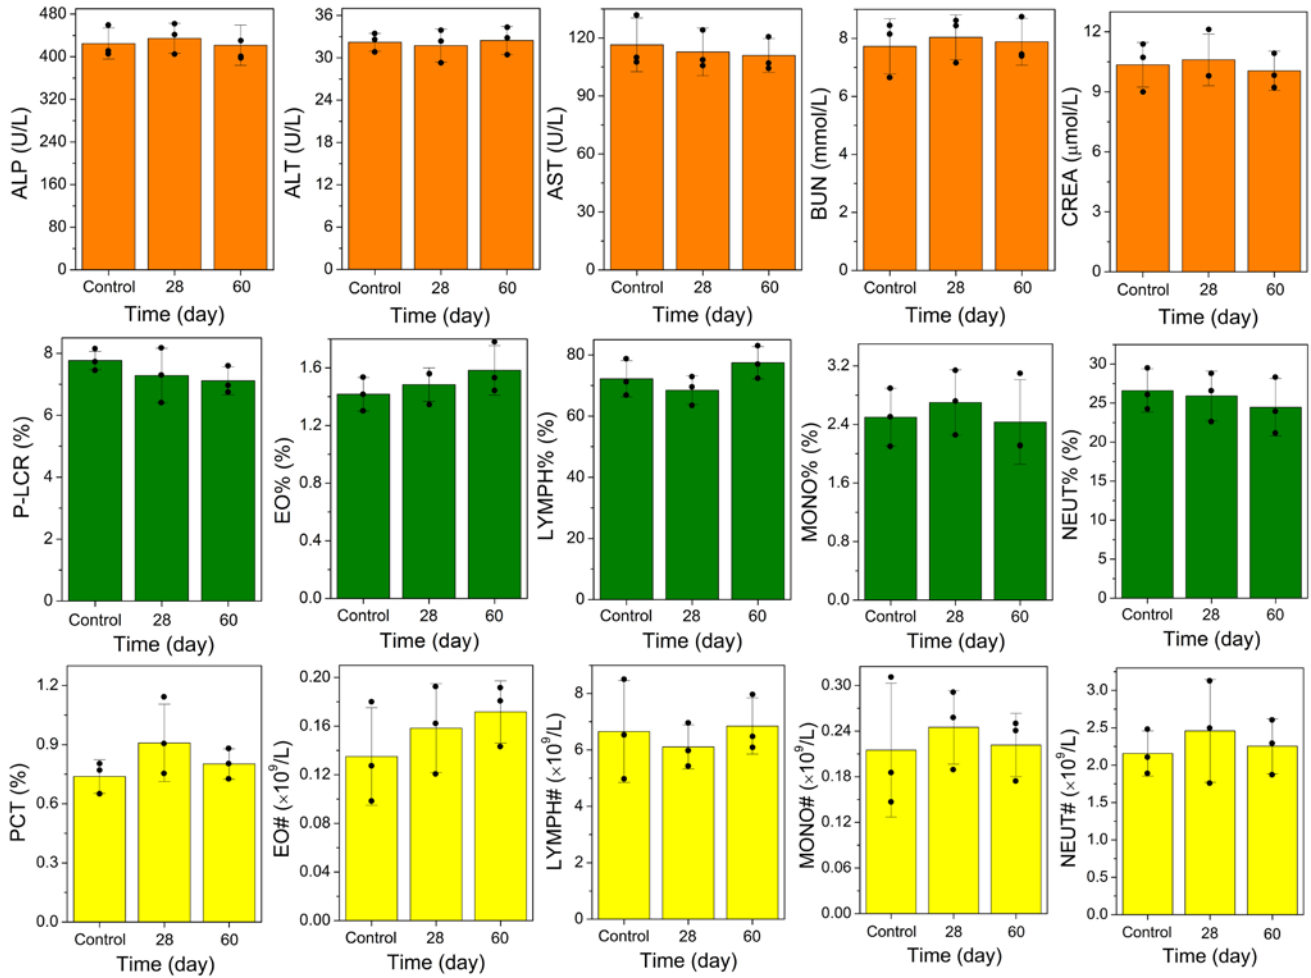 ALP (U/L)
480
400
320
240
160
80
0
Control 28 60
Time (day)
ALT (U/L)
36
30
24
18
12
6
0
Control 28 60
Time (day)
AST (U/L)
120
90
60
30
0
Control 28 60
Time (day)
BUN (mmol/L)
8
6
4
2
0
Control 28 60
Time (day)
CREA (μmol/L)
12
9
6
3
0
Control 28 60
Time (day)
P-LCR (%)
8
6
4
2
0
Control 28 60
Time (day)
EO% (%)
1.6
1.2
0.8
0.4
0.0
Control 28 60
Time (day)
LYMPH% (%)
80
60
40
20
0
Control 28 60
Time (day)
MONO% (%)
3.2
2.4
1.6
0.8
0.0
Control 28 60
Time (day)
NEUT% (%)
30
25
20
15
10
5
0
Control 28 60
Time (day)
PCT (%)
1.2
0.9
0.6
0.3
0.0
Control 28 60
Time (day)
EO# (×10⁹/L)
0.20
0.16
0.12
0.08
0.04
0.00
Control 28 60
Time (day)
LYMPH# (×10⁹/L)
8
6
4
2
0
Control 28 60
Time (day)
MONO# (×10⁹/L)
0.30
0.24
0.18
0.12
0.06
0.00
Control 28 60
Time (day)
NEUT# (×10⁹/L)
3.0
2.5
2.0
1.5
1.0
0.5
0.0
Control 28 60
Time (day)